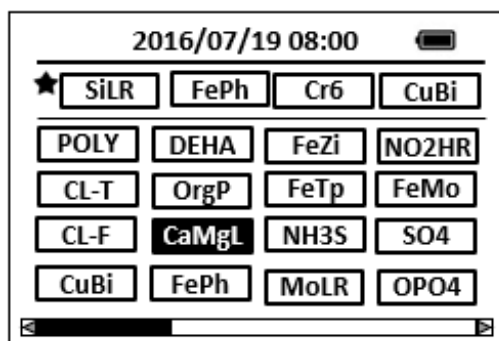 2016/07/19 08:00
SiLR FePh Cr6 CuBi
POLY DEHA FeZi NO2HR
CL-T OrgP FeTp FeMo
CL-F CaMgL NH3S SO4
CuBi FePh MoLR OPO4